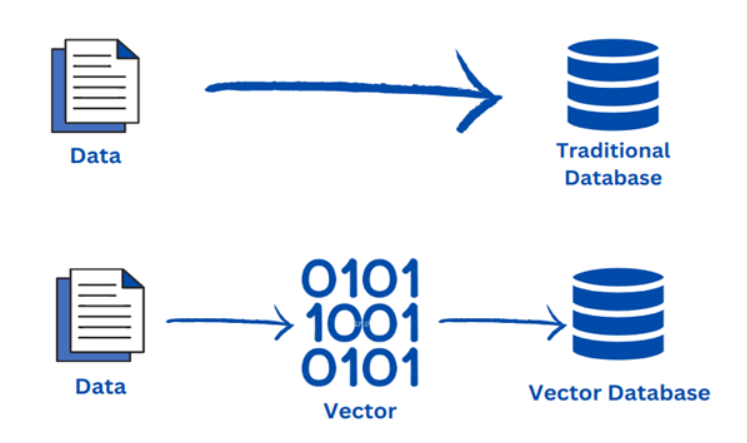 Data
Traditional
Database
0101
1001
0101
Data
Vector
Vector Database